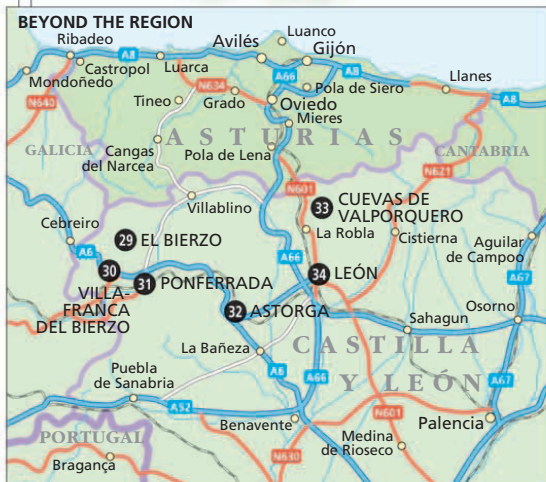 BEYOND THE REGION
Ribadeo
Luanco
Avilés
Gijón
A8
Castropol
Luarca
A66
A8
Mondoñedo
N634
Pola de Siero
Llanes
A8
N640
Tineo
Grado
Oviedo
Mieres
ASTURIAS
GALICIA
Cangas
del Narcea
Pola de Lena
CANTABRIA
N621
N601
Villablino
33 CUEVAS DE
VALPORQUERO
Cebreiro
29 EL BIERZO
La Robla
Cistierna
Aguilar
de Campoo
A6
A66
30
VILLA-
FRANCA
DEL BIERZO
31 PONFERRADA
34 LEÓN
A67
32 ASTORGA
Osorno
Sahagun
La Bañeza
CASTILLA
Y LEÓN
Puebla
de Sanabria
A6
A66
A67
A52
N601
Benavente
Palencia
PORTUGAL
Medina
de Rioseco
Bragança
N630